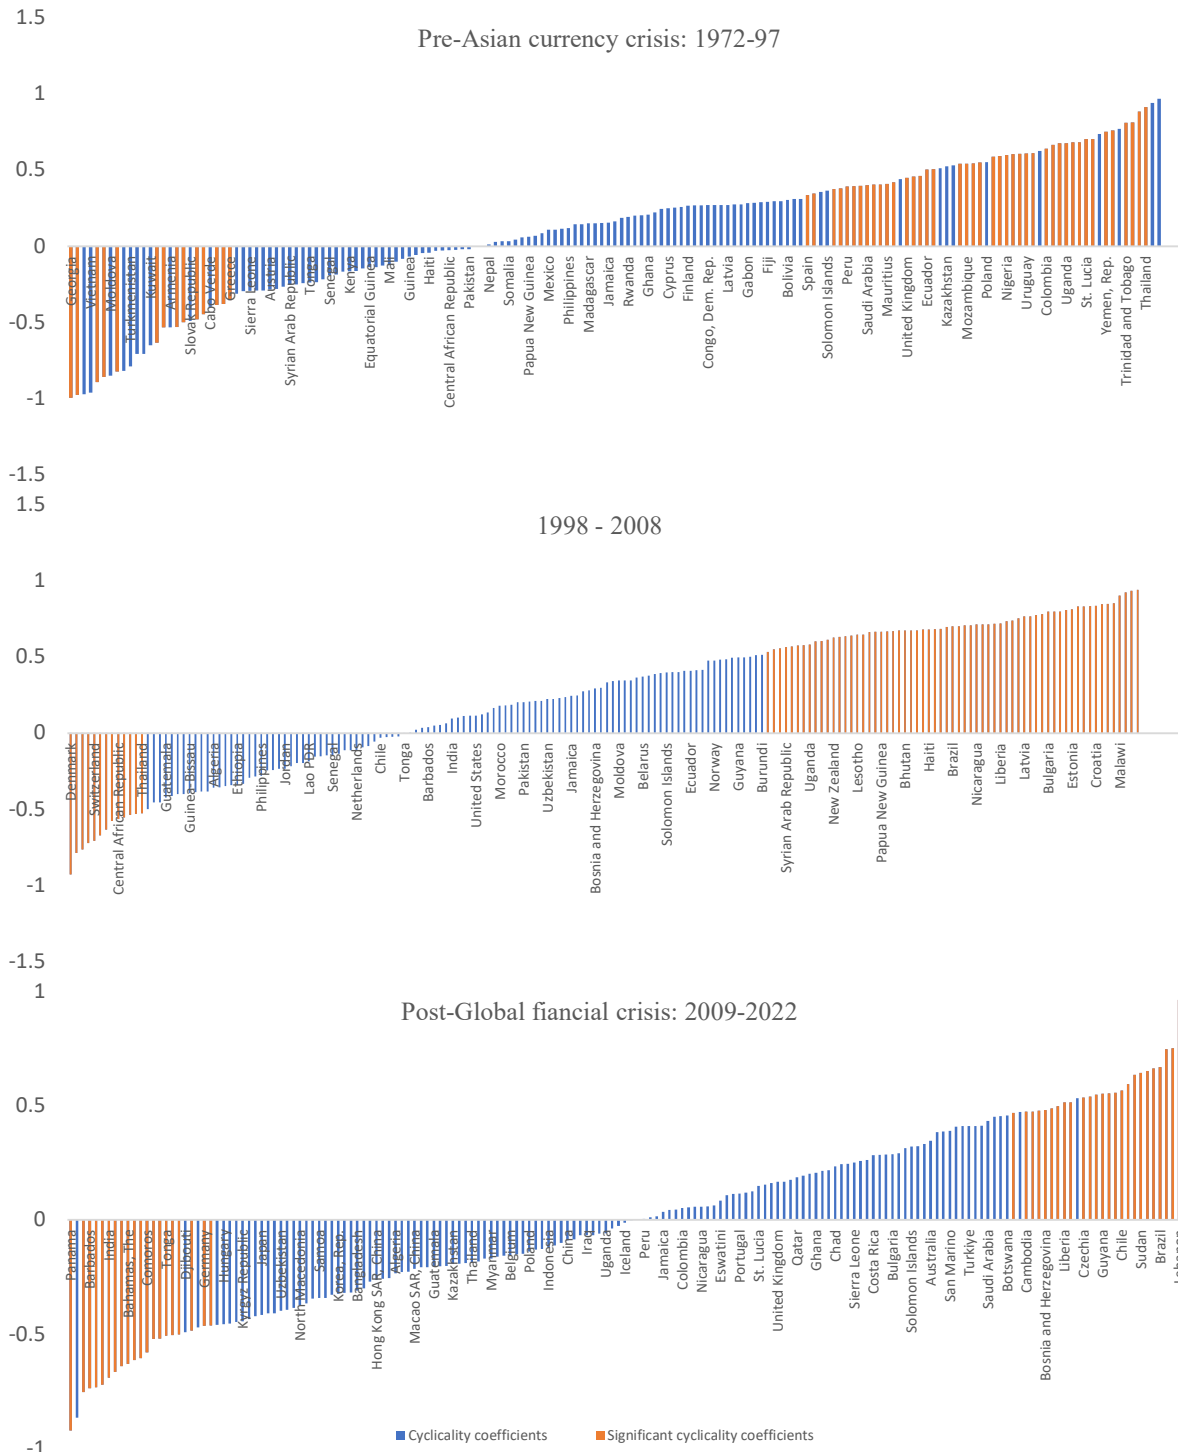 1.5
Pre-Asian currency crisis: 1972-97
1
0.5
0
-0.5
-1
-1.5
Georgia
Vietnam
Moldova
Turkmenistan
Kuwait
Armenia
Slovak Republic
Cabo Verde
Greece
Sierra Leone
Austria
Syrian Arab Republic
Tonga
Senegal
Kenya
Equatorial Guinea
Mali
Guinea
Haiti
Central African Republic
Pakistan
Nepal
Somalia
Papua New Guinea
Mexico
Philippines
Madagascar
Jamaica
Rwanda
Ghana
Cyprus
Finland
Congo, Dem. Rep.
Latvia
Gabon
Fiji
Bolivia
Spain
Solomon Islands
Peru
Saudi Arabia
Mauritius
United Kingdom
Ecuador
Kazakhstan
Mozambique
Poland
Nigeria
Uruguay
Colombia
Uganda
St. Lucia
Yemen, Rep.
Trinidad and Tobago
Thailand
1.5
1998 - 2008
1
0.5
0
-0.5
-1
-1.5
Denmark
Switzerland
Central African Republic
Thailand
Guatemala
Guinea-Bissau
Algeria
Ethiopia
Philippines
Jordan
Lao PDR
Senegal
Netherlands
Chile
Tonga
Barbados
India
United States
Morocco
Pakistan
Uzbekistan
Jamaica
Bosnia and Herzegovina
Moldova
Belarus
Solomon Islands
Ecuador
Norway
Guyana
Burundi
Syrian Arab Republic
Uganda
New Zealand
Lesotho
Papua New Guinea
Bhutan
Haiti
Brazil
Nicaragua
Liberia
Latvia
Bulgaria
Estonia
Croatia
Malawi
1
Post-Global fiancial crisis: 2009-2022
0.5
0
-0.5
-1
Panama
Barbados
India
Bahamas, The
Comoros
Tonga
Djibouti
Germany
Hungary
Kyrgyz Republic
Japan
Uzbekistan
North Macedonia
Samoa
Korea, Rep.
Bangladesh
Hong Kong SAR, China
Algeria
Macao SAR, China
Guatemala
Kazakhstan
Thailand
Myanmar
Belgium
Poland
Indonesia
China
Iraq
Uganda
Iceland
Peru
Jamaica
Colombia
Nicaragua
Eswatini
Portugal
St. Lucia
United Kingdom
Qatar
Ghana
Chad
Sierra Leone
Costa Rica
Bulgaria
Solomon Islands
Australia
San Marino
Turkiye
Saudi Arabia
Botswana
Cambodia
Bosnia and Herzegovina
Liberia
Czechia
Guyana
Chile
Sudan
Brazil
Cyclicality coefficients
Significant cyclicality coefficients